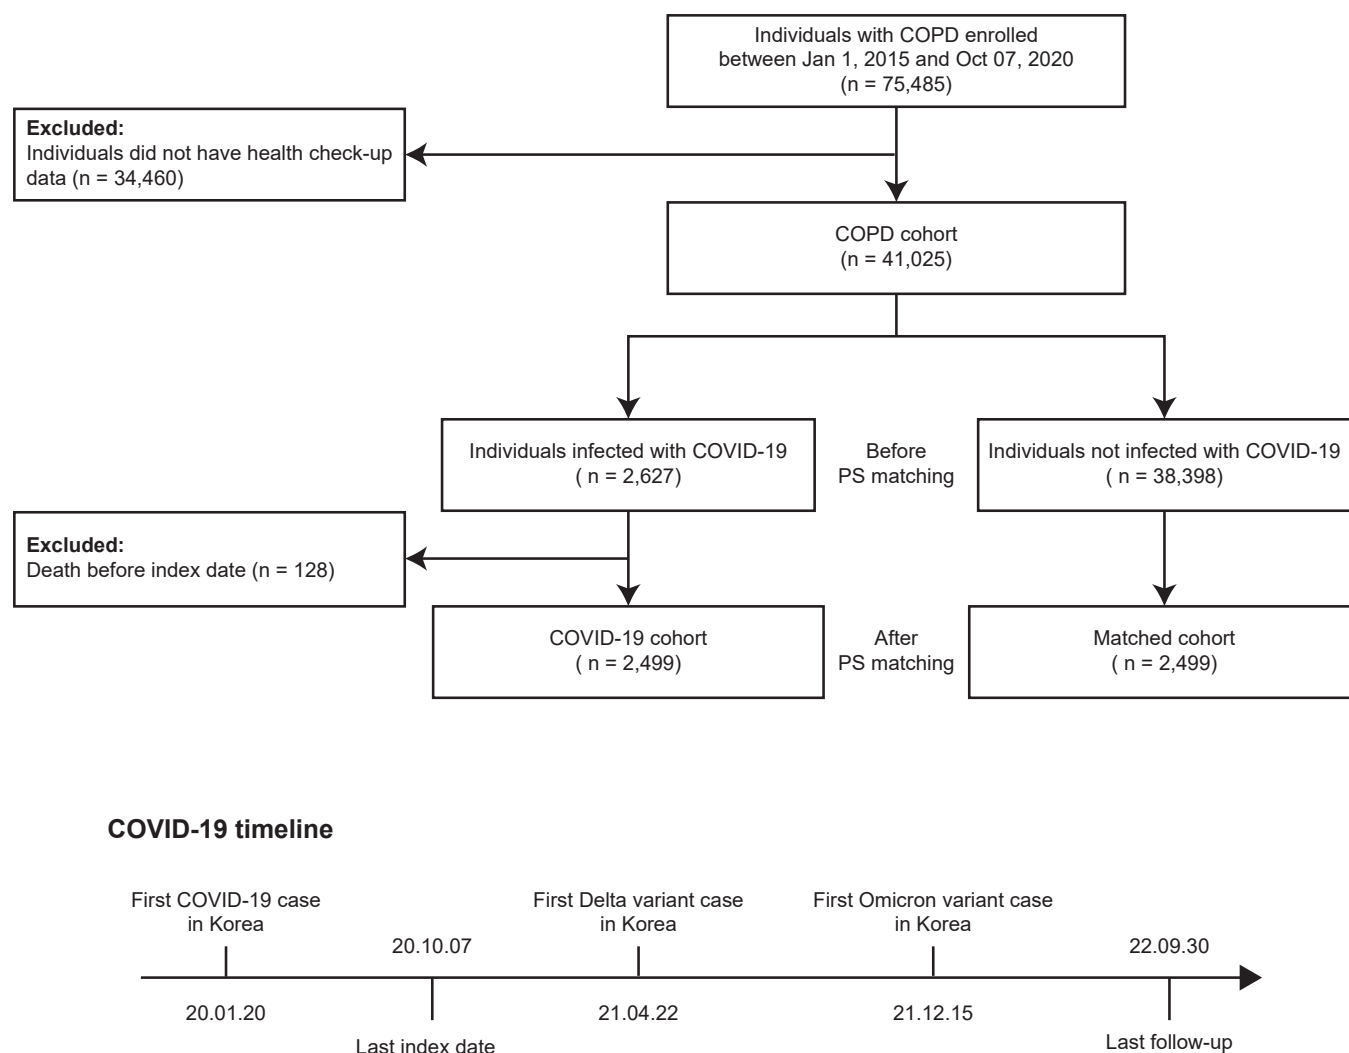 Individuals with COPD enrolled
between Jan 1, 2015 and Oct 07, 2020
(n = 75,485)
Excluded:
Individuals did not have health check-up
data (n = 34,460)
COPD cohort
(n = 41,025)
Individuals infected with COVID-19
( n = 2,627)
Before
PS matching
Individuals not infected with COVID-19
( n = 38,398)
Excluded:
Death before index date (n = 128)
COVID-19 cohort
( n = 2,499)
After
PS matching
Matched cohort
( n = 2,499)
COVID-19 timeline
First COVID-19 case
in Korea
20.01.20
20.10.07
Last index date
First Delta variant case
in Korea
21.04.22
First Omicron variant case
in Korea
21.12.15
22.09.30
Last follow-up